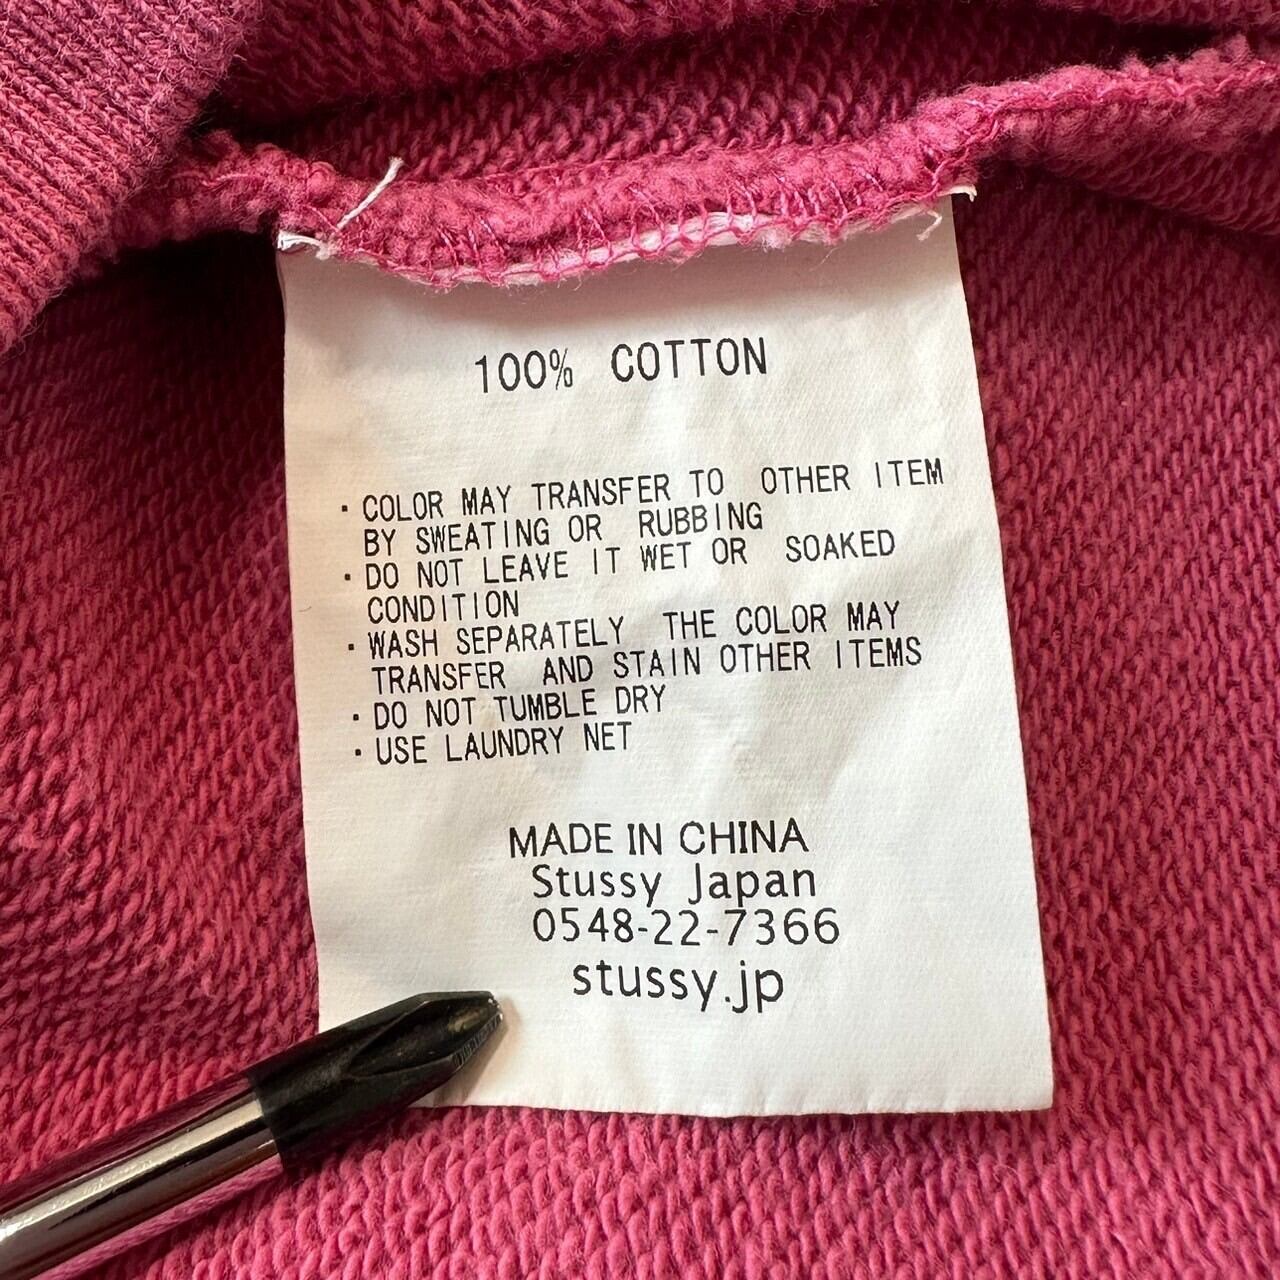 100% COTTON
· COLOR MAY TRANSFER TO OTHER ITEM
BY SWEATING OR RUBBING
· DO NOT LEAVE IT WET OR SOAKED
CONDITION
· WASH SEPARATELY THE COLOR MAY
TRANSFER AND STAIN OTHER ITEMS
· DO NOT TUMBLE DRY
· USE LAUNDRY NET
MADE IN CHINA
Stussy Japan
0548-22-7366
stussy.jp